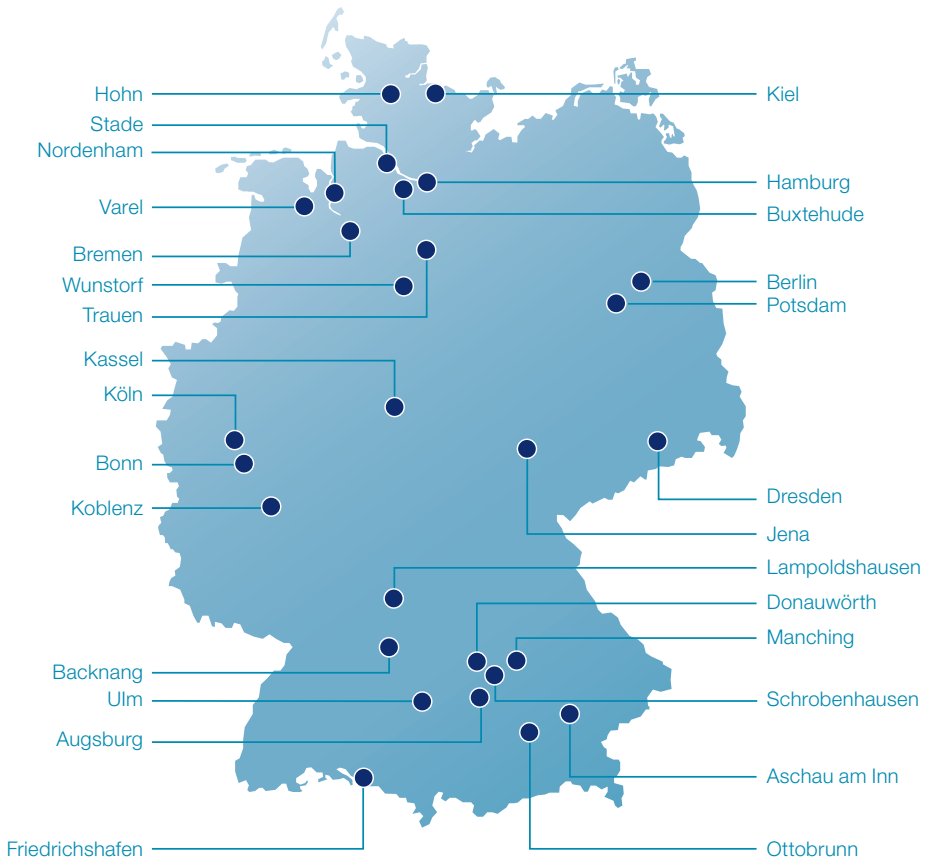 Hohn
Stade
Nordenham
Varel
Bremen
Wunstorf
Trauen
Kassel
Köln
Bonn
Koblenz
Backnang
Ulm
Augsburg
Friedrichshafen
Kiel
Hamburg
Buxtehude
Berlin
Potsdam
Dresden
Jena
Lampoldshausen
Donauwörth
Manching
Schrobenhausen
Aschau am Inn
Ottobrunn